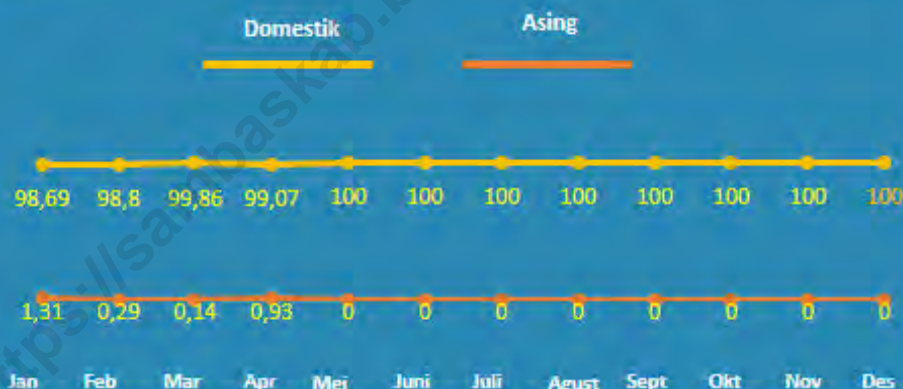 Domestik Asing
98,69 98,8 99,86 99,07 100 100 100 100 100 100 100 100
1,31 0,29 0,14 0,93 0 0 0 0 0 0 0 0
Jan Feb Mar Apr Mei Juni Juli Agust Sept Okt Nov Des